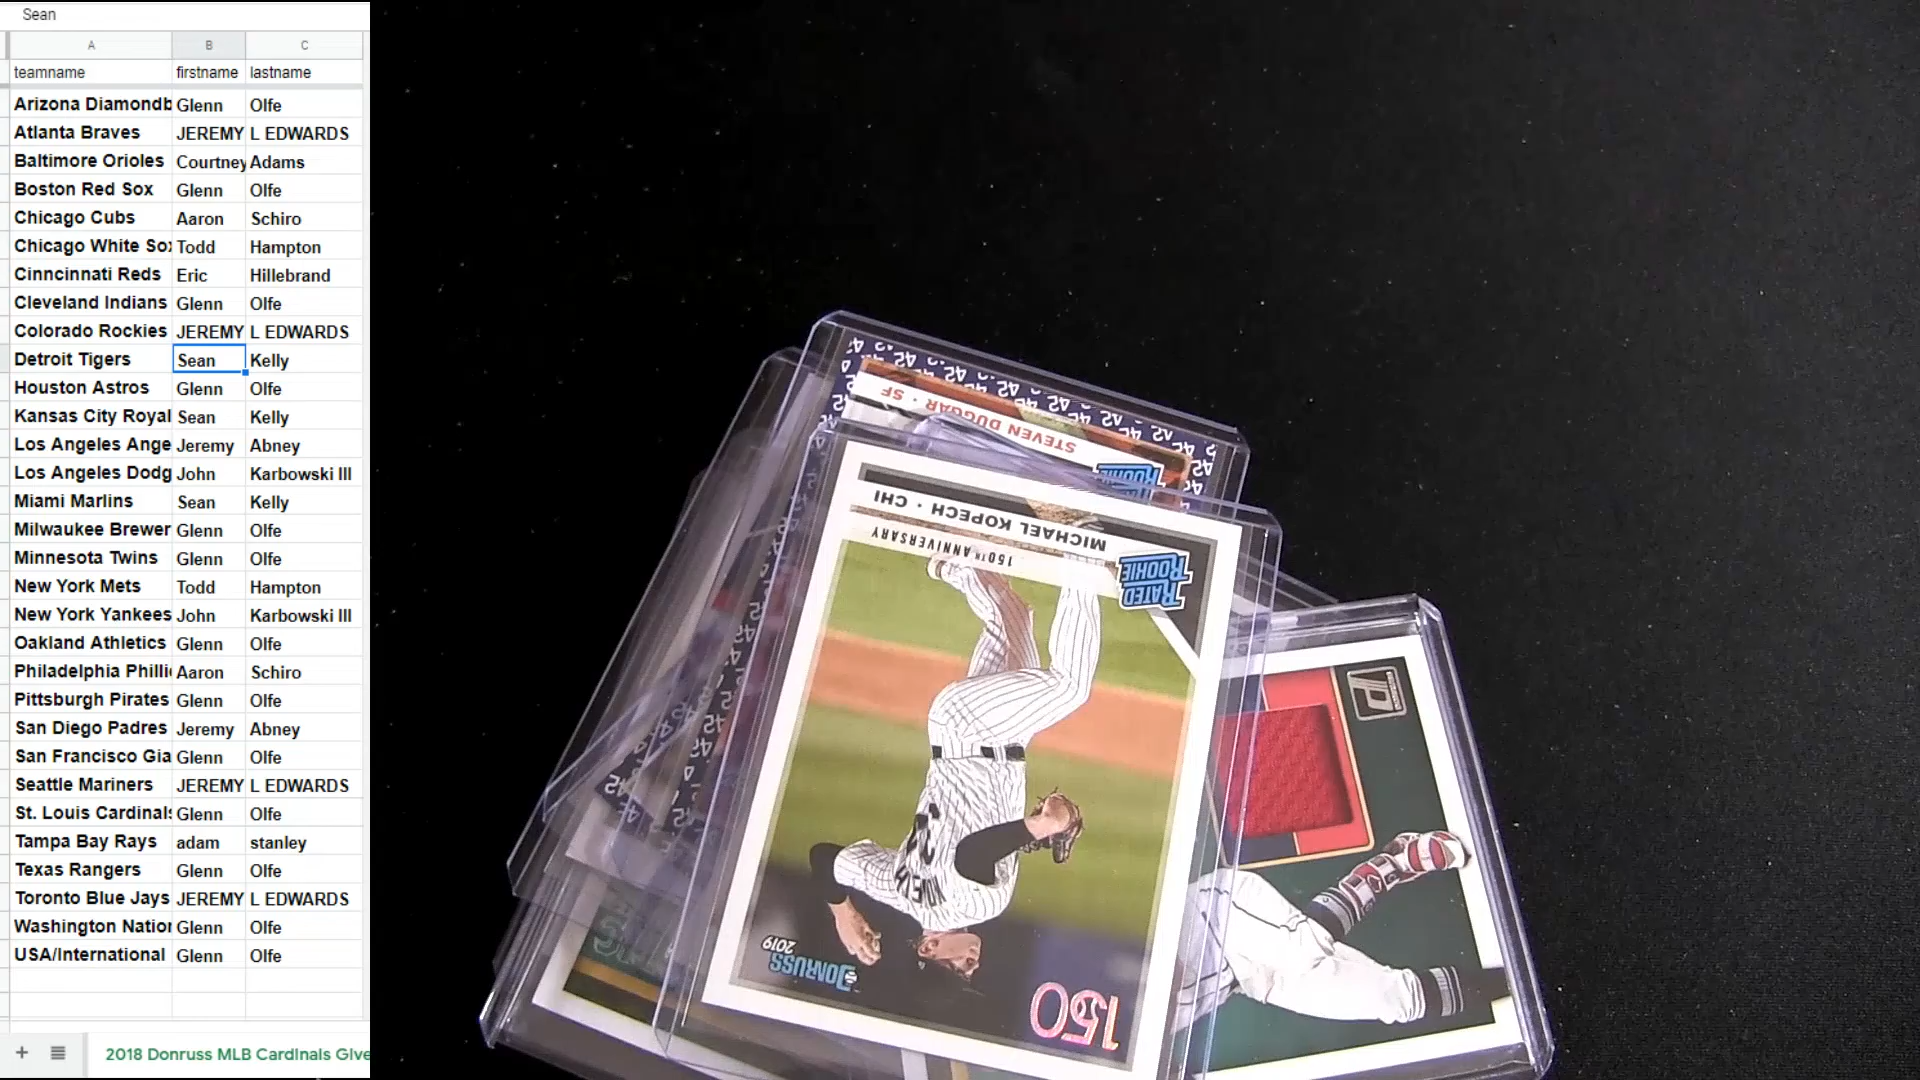 Sean
A B C
teamname firstname lastname
Arizona Diamondb Glenn Olfe
Atlanta Braves JEREMY L EDWARDS
Baltimore Orioles Courtney Adams
Boston Red Sox Glenn Olfe
Chicago Cubs Aaron Schiro
Chicago White Sox Todd Hampton
Cinncinnati Reds Eric Hillebrand
Cleveland Indians Glenn Olfe
Colorado Rockies JEREMY L EDWARDS
Detroit Tigers Sean Kelly
Houston Astros Glenn Olfe
Kansas City Royal Sean Kelly
Los Angeles Ange Jeremy Abney
Los Angeles Dodg John Karbowski III
Miami Marlins Sean Kelly
Milwaukee Brewer Glenn Olfe
Minnesota Twins Glenn Olfe
New York Mets Todd Hampton
New York Yankees John Karbowski III
Oakland Athletics Glenn Olfe
Philadelphia Philli Aaron Schiro
Pittsburgh Pirates Glenn Olfe
San Diego Padres Jeremy Abney
San Francisco Gia Glenn Olfe
Seattle Mariners JEREMY L EDWARDS
St. Louis Cardinals Glenn Olfe
Tampa Bay Rays adam stanley
Texas Rangers Glenn Olfe
Toronto Blue Jays JEREMY L EDWARDS
Washington Nation Glenn Olfe
USA/International Glenn Olfe
2018 Donruss MLB Cardinals Give
STEVEN DUGGAR · SF
ROOKIE
MICHAEL KOPECH · CHI
150TH ANNIVERSARY
RATED
ROOKIE
34
2019
DONRUSS
150